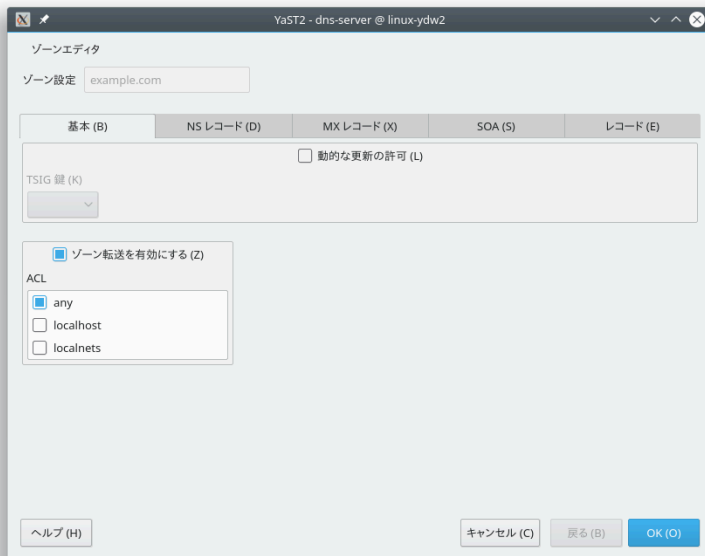 YaST2 - dns-server @ linux-ydw2
ゾーンエディタ
ゾーン設定 example.com
基本 (B) NS レコード (D) MX レコード (X) SOA (S) レコード (E)
動的な更新の許可 (L)
TSIG 鍵 (K)
ゾーン転送を有効にする (Z)
ACL
any
localhost
localnets
ヘルプ (H) キャンセル (C) 戻る (B) OK (O)